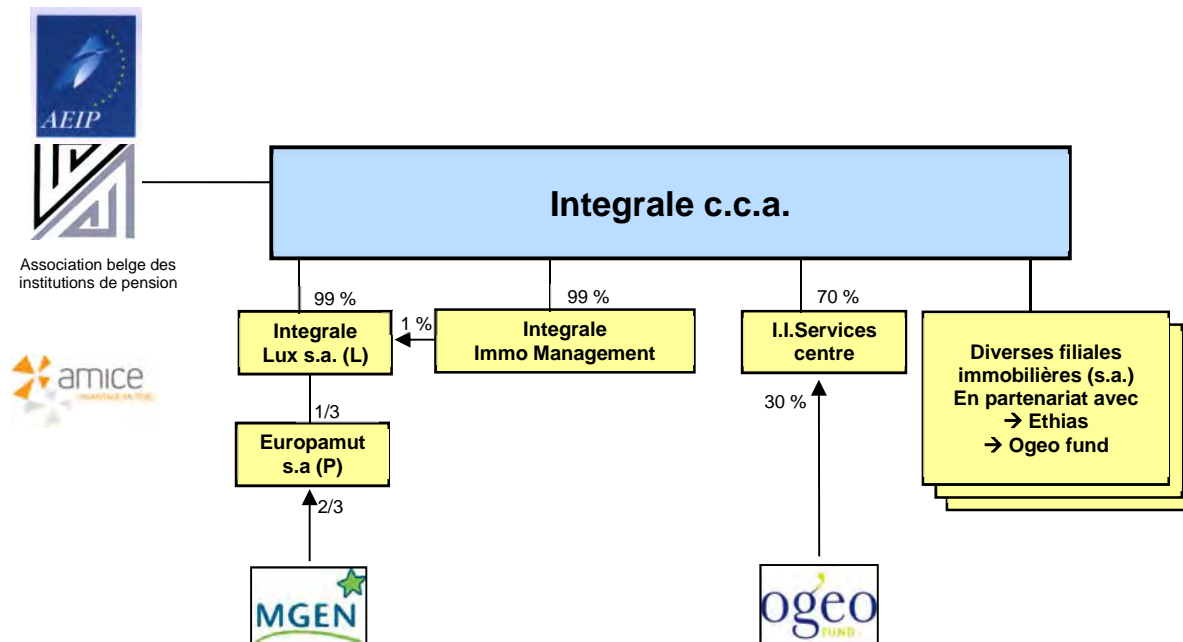 AEIP
Association belge des
institutions de pension
amice
Integrale c.c.a.
99 %
99 %
70 %
Integrale
Lux s.a. (L)
1 %
Integrale
Immo Management
I.I.Services
centre
Diverses filiales
immobilières (s.a.)
En partenariat avec
→ Ethias
→ Ogeo fund
30 %
1/3
Europamut
s.a (P)
2/3
MGEN
ogeo
FUND